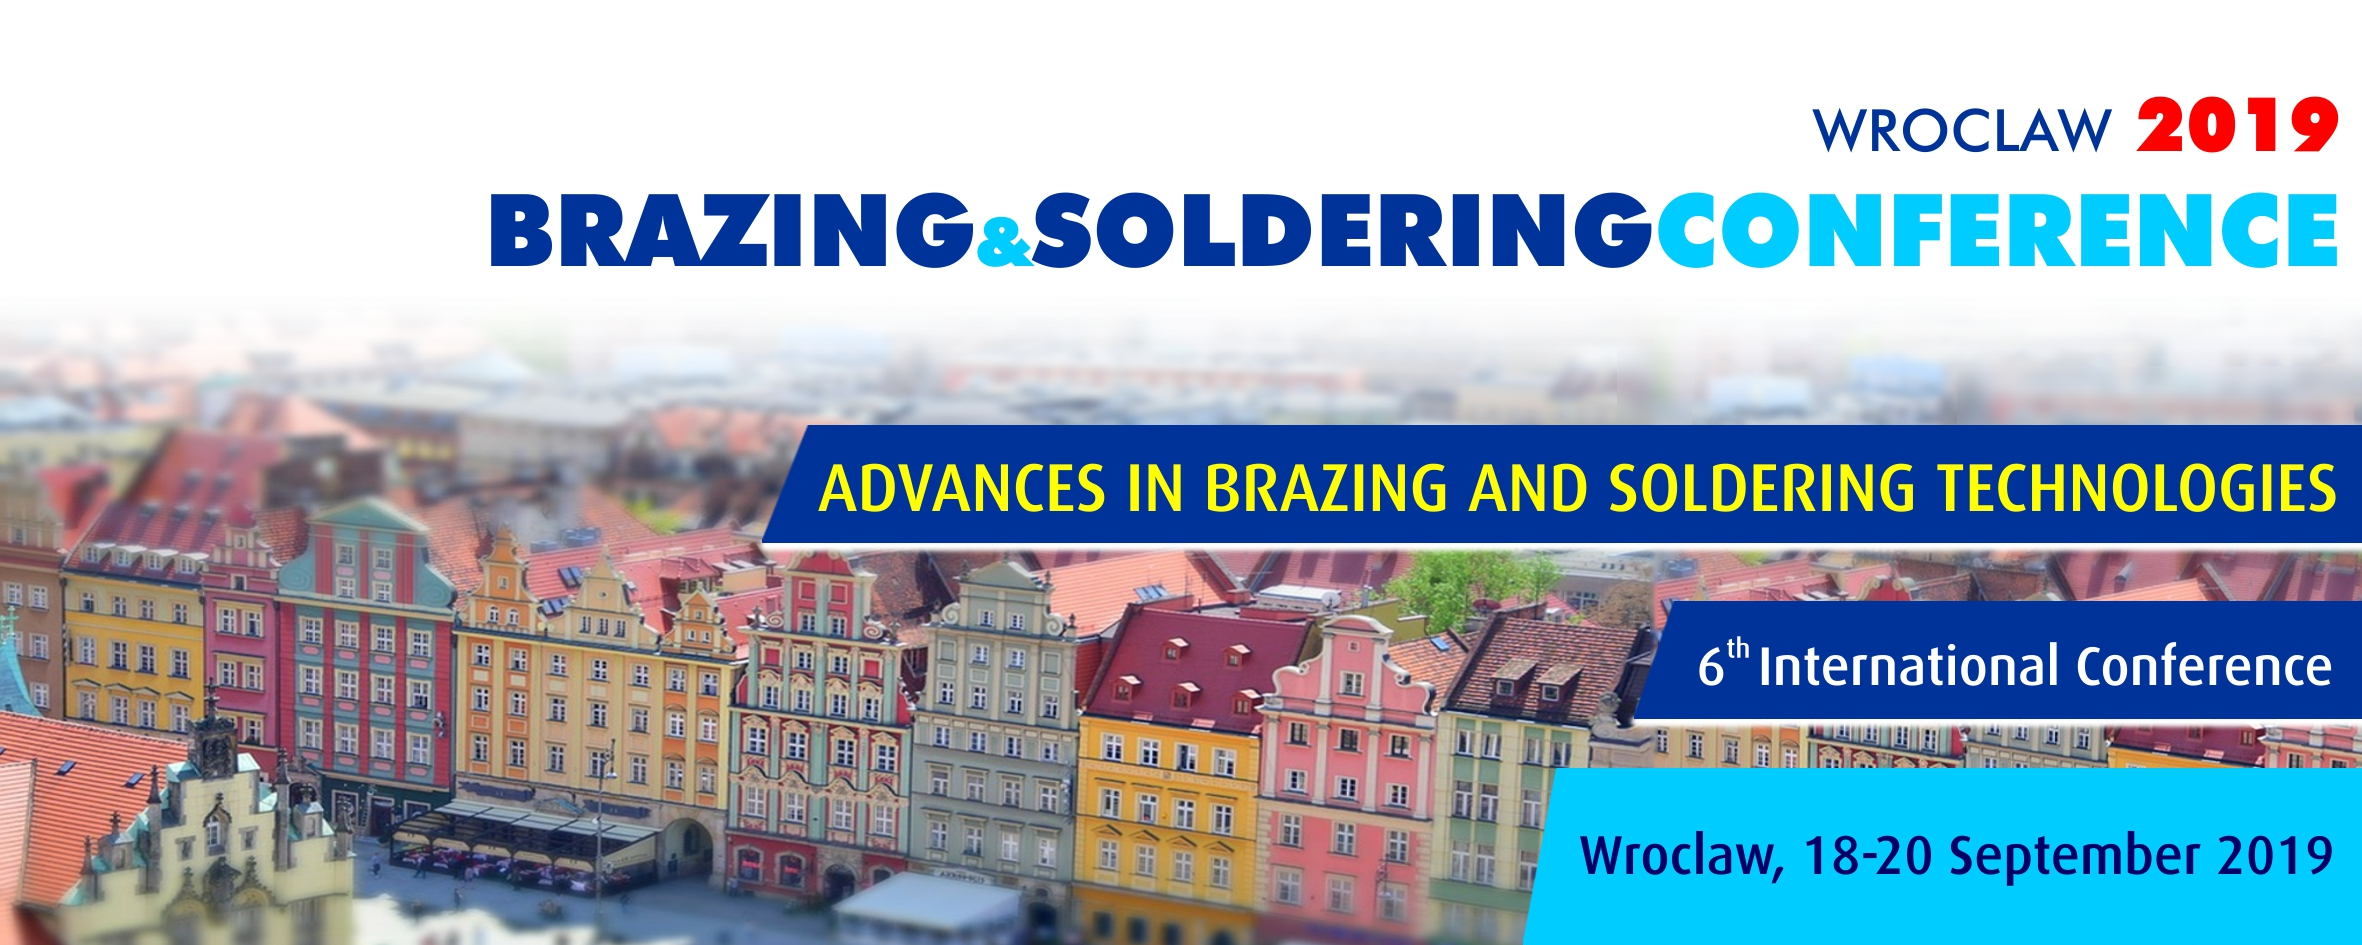 WROCLAW 2019
BRAZING&SOLDERINGCONFERENCE
ADVANCES IN BRAZING AND SOLDERING TECHNOLOGIES
6th International Conference
Wroclaw, 18-20 September 2019